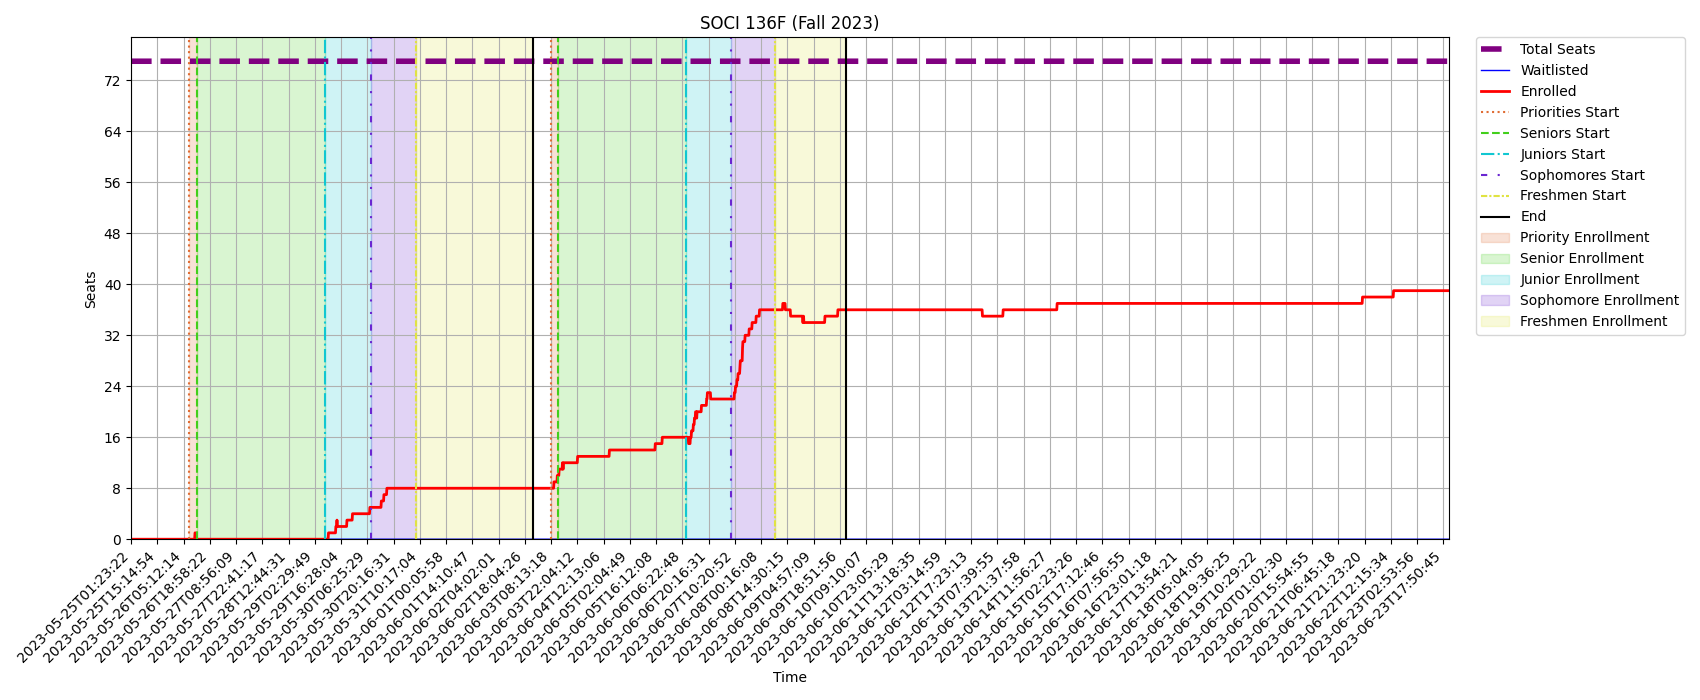 SOCI 136F (Fall 2023)
Total Seats
Waitlisted
Enrolled
Priorities Start
Seniors Start
Juniors Start
Sophomores Start
Freshmen Start
End
Priority Enrollment
Senior Enrollment
Junior Enrollment
Sophomore Enrollment
Freshmen Enrollment
Seats
72
64
56
48
40
32
24
16
8
0
2023-05-25T01:23:22
2023-05-25T15:14:54
2023-05-26T05:12:14
2023-05-26T18:58:22
2023-05-27T08:56:09
2023-05-27T22:41:17
2023-05-28T12:44:31
2023-05-29T02:29:49
2023-05-29T16:28:04
2023-05-30T06:25:29
2023-05-30T20:16:31
2023-05-31T10:17:04
2023-06-01T00:05:58
2023-06-01T14:10:47
2023-06-02T04:02:01
2023-06-02T18:04:26
2023-06-03T08:13:18
2023-06-03T22:04:12
2023-06-04T12:13:06
2023-06-05T02:04:49
2023-06-05T16:12:08
2023-06-06T06:22:48
2023-06-06T20:16:31
2023-06-07T10:20:52
2023-06-08T00:16:08
2023-06-08T14:30:15
2023-06-09T04:57:09
2023-06-09T18:51:56
2023-06-10T09:10:07
2023-06-10T23:05:29
2023-06-11T13:18:35
2023-06-12T03:14:59
2023-06-12T17:23:13
2023-06-13T07:39:55
2023-06-13T21:37:58
2023-06-14T11:56:27
2023-06-15T02:23:26
2023-06-15T17:12:46
2023-06-16T07:56:55
2023-06-16T23:01:18
2023-06-17T13:54:21
2023-06-18T05:04:05
2023-06-18T19:36:25
2023-06-19T10:29:22
2023-06-20T01:02:30
2023-06-20T15:54:55
2023-06-21T06:45:18
2023-06-21T21:23:20
2023-06-22T12:15:34
2023-06-23T02:53:56
2023-06-23T17:50:45
Time